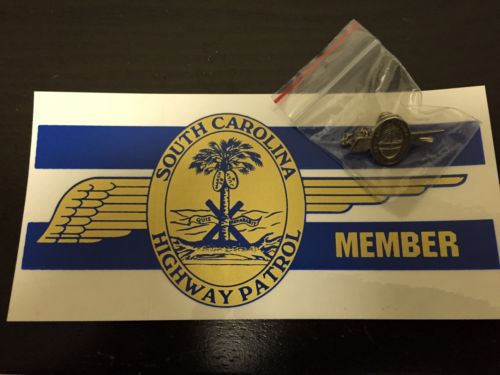 SOUTH CAROLINA
QUIS SEPARABIT
HIGHWAY PATROL
MEMBER